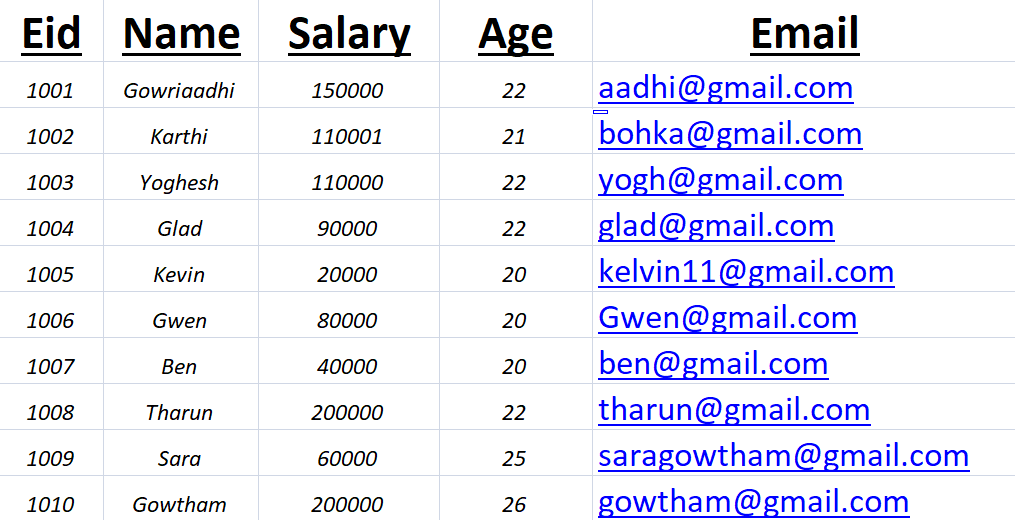 Eid Name Salary Age Email
1001 Gowriaadhi 150000 22 aadhi@gmail.com
1002 Karthi 110001 21 bohka@gmail.com
1003 Yoghesh 110000 22 yogh@gmail.com
1004 Glad 90000 22 glad@gmail.com
1005 Kevin 20000 20 kelvin11@gmail.com
1006 Gwen 80000 20 Gwen@gmail.com
1007 Ben 40000 20 ben@gmail.com
1008 Tharun 200000 22 tharun@gmail.com
1009 Sara 60000 25 saragowtham@gmail.com
1010 Gowtham 200000 26 gowtham@gmail.com